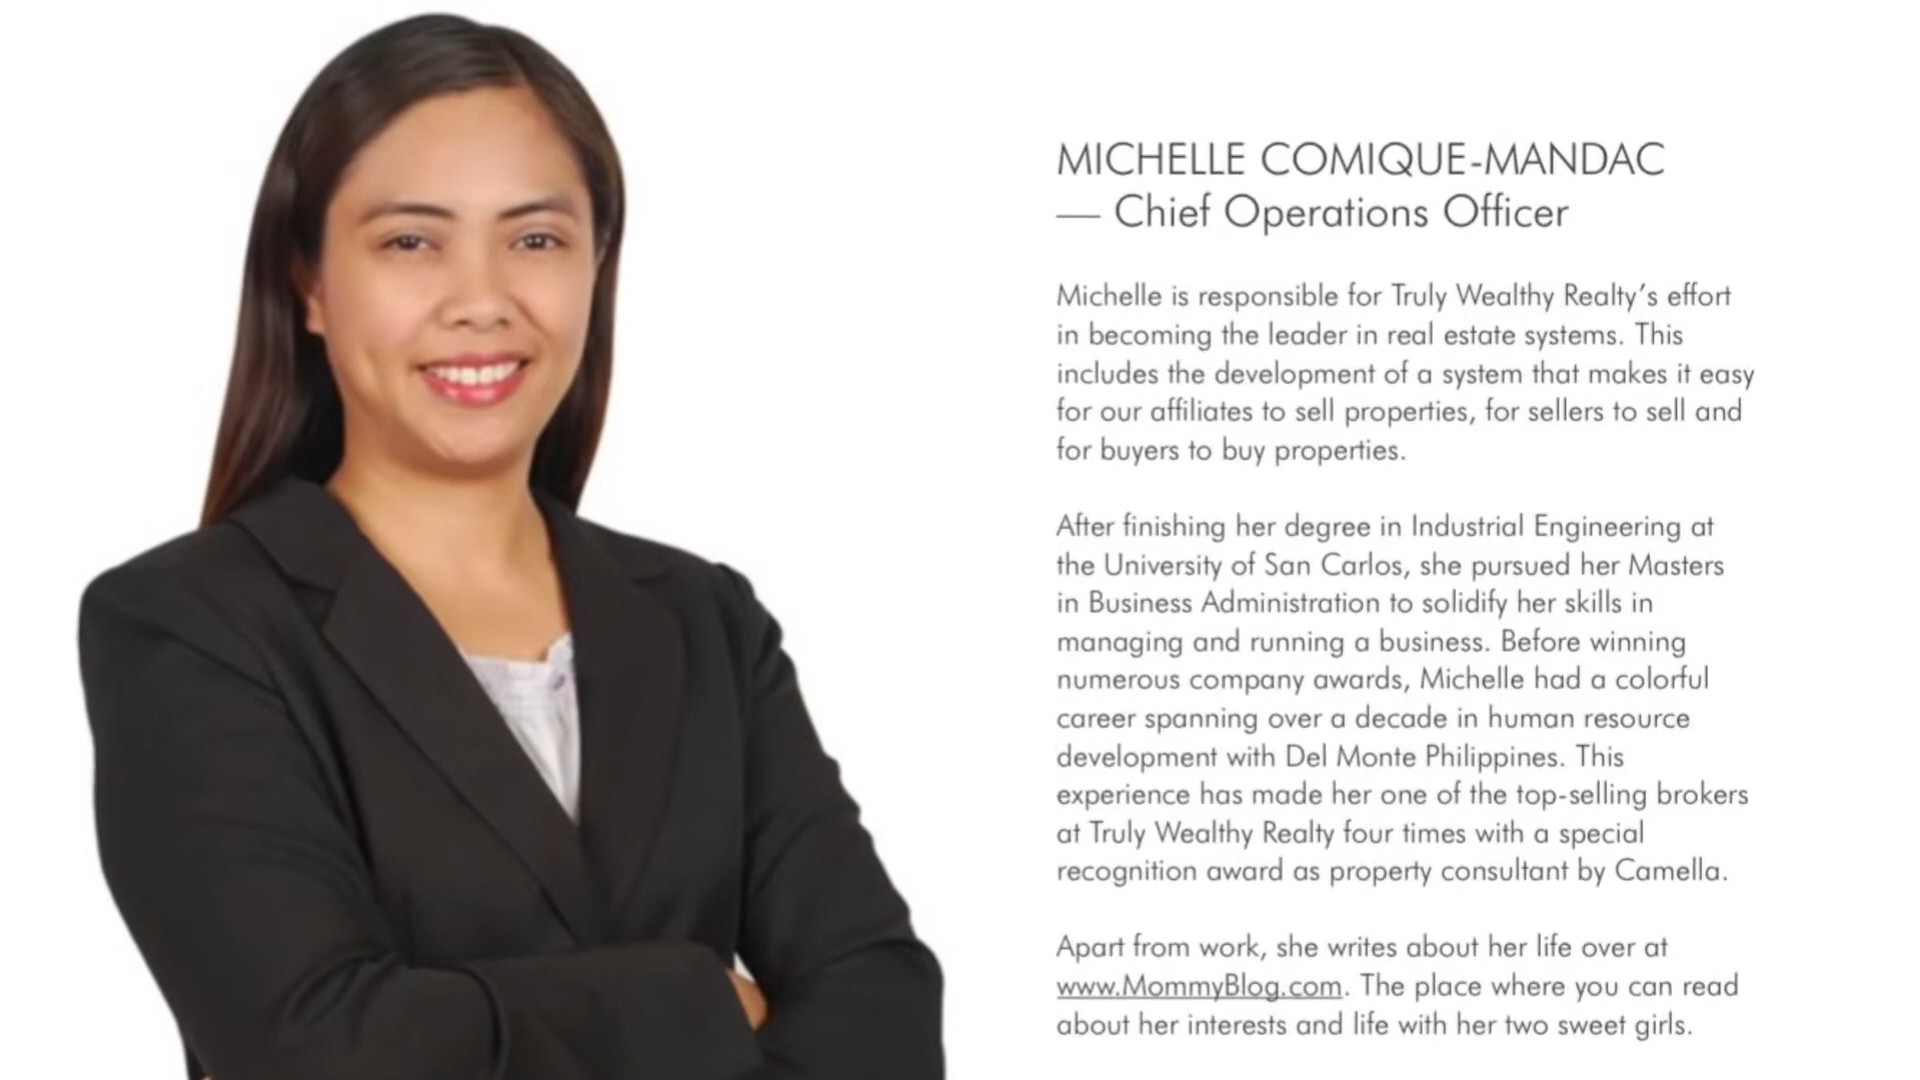 MICHELLE COMIQUE-MANDAC
— Chief Operations Officer
Michelle is responsible for Truly Wealthy Realty's effort
in becoming the leader in real estate systems. This
includes the development of a system that makes it easy
for our affiliates to sell properties, for sellers to sell and
for buyers to buy properties.
After finishing her degree in Industrial Engineering at
the University of San Carlos, she pursued her Masters
in Business Administration to solidify her skills in
managing and running a business. Before winning
numerous company awards, Michelle had a colorful
career spanning over a decade in human resource
development with Del Monte Philippines. This
experience has made her one of the top-selling brokers
at Truly Wealthy Realty four times with a special
recognition award as property consultant by Camella.
Apart from work, she writes about her life over at
www.MommyBlog.com. The place where you can read
about her interests and life with her two sweet girls.